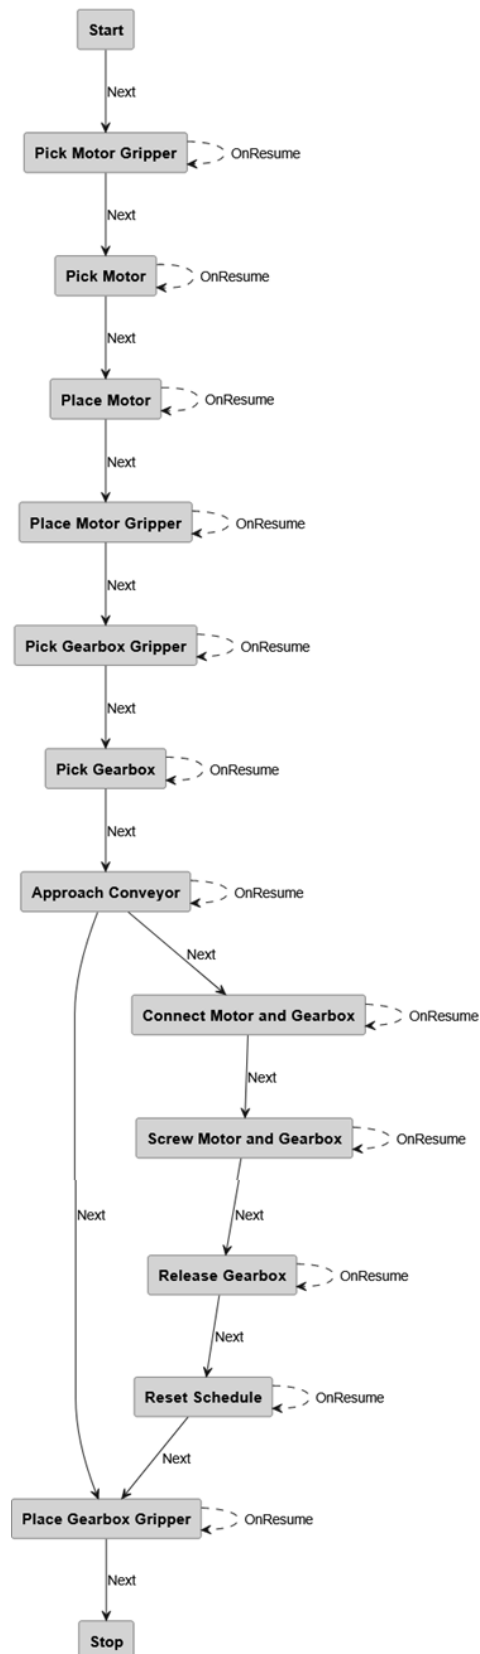 Start
Next
Pick Motor Gripper
OnResume
Next
Pick Motor
OnResume
Next
Place Motor
OnResume
Next
Place Motor Gripper
OnResume
Next
Pick Gearbox Gripper
OnResume
Next
Pick Gearbox
OnResume
Next
Approach Conveyor
OnResume
Next
Connect Motor and Gearbox
OnResume
Next
Screw Motor and Gearbox
OnResume
Next
Next
Release Gearbox
OnResume
Next
Reset Schedule
OnResume
Next
Place Gearbox Gripper
OnResume
Next
Stop